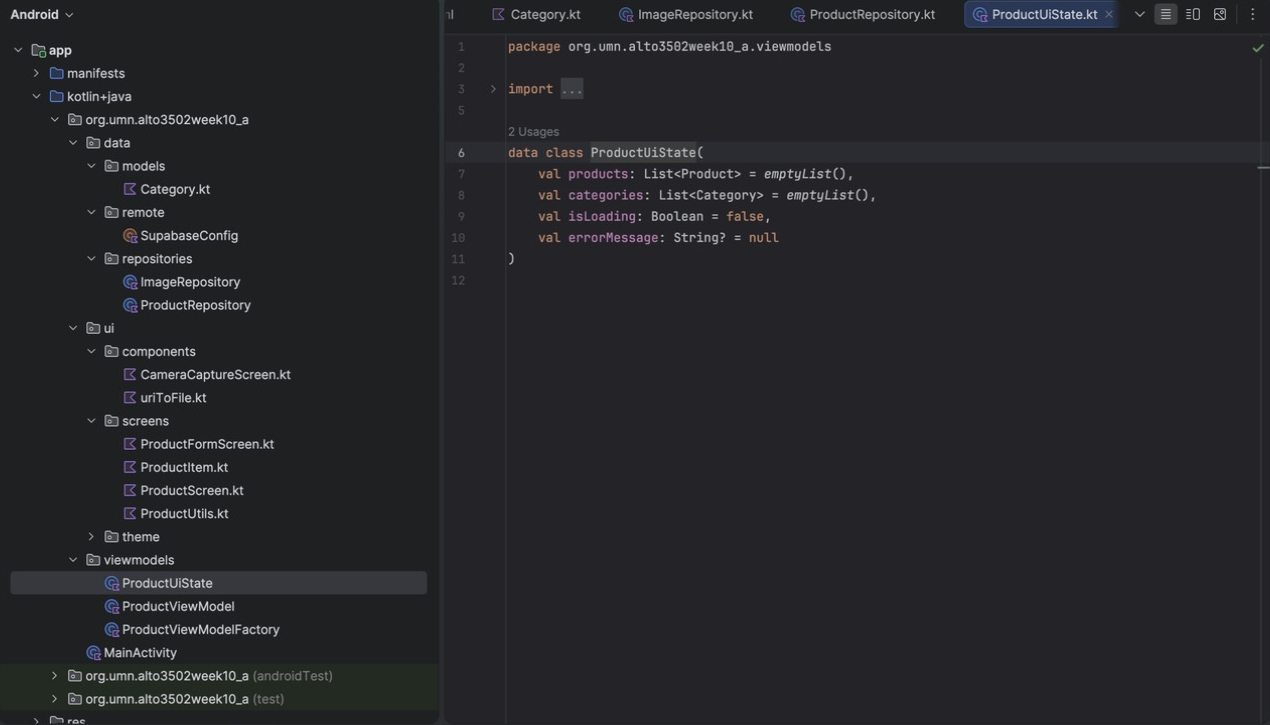 Android
app
manifests
kotlin+java
org.umn.alto3502week10_a
data
models
Category.kt
remote
SupabaseConfig
repositories
ImageRepository
ProductRepository
ui
components
CameraCaptureScreen.kt
uriToFile.kt
screens
ProductFormScreen.kt
ProductItem.kt
ProductScreen.kt
ProductUtils.kt
theme
viewmodels
ProductUiState
ProductViewModel
ProductViewModelFactory
MainActivity
org.umn.alto3502week10_a (androidTest)
org.umn.alto3502week10_a (test)
res
Category.kt ImageRepository.kt ProductRepository.kt ProductUiState.kt
1 package org.umn.alto3502week10_a.viewmodels
2
3 import ...
5
2 Usages
6 data class ProductUiState(
7 val products: List<Product> = emptyList(),
8 val categories: List<Category> = emptyList(),
9 val isLoading: Boolean = false,
10 val errorMessage: String? = null
11 )
12